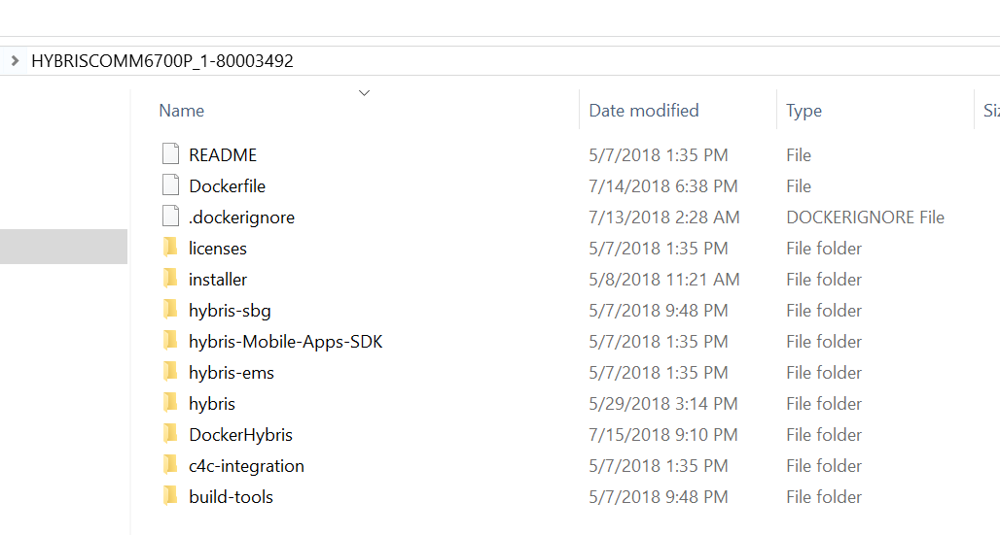 HYBRISCOMM6700P_1-80003492
Name Date modified Type
README 5/7/2018 1:35 PM File
Dockerfile 7/14/2018 6:38 PM File
.dockerignore 7/13/2018 2:28 AM DOCKERIGNORE File
licenses 5/7/2018 1:35 PM File folder
installer 5/8/2018 11:21 AM File folder
hybris-sbg 5/7/2018 9:48 PM File folder
hybris-Mobile-Apps-SDK 5/7/2018 1:35 PM File folder
hybris-ems 5/7/2018 1:35 PM File folder
hybris 5/29/2018 3:14 PM File folder
DockerHybris 7/15/2018 9:10 PM File folder
c4c-integration 5/7/2018 1:35 PM File folder
build-tools 5/7/2018 9:48 PM File folder